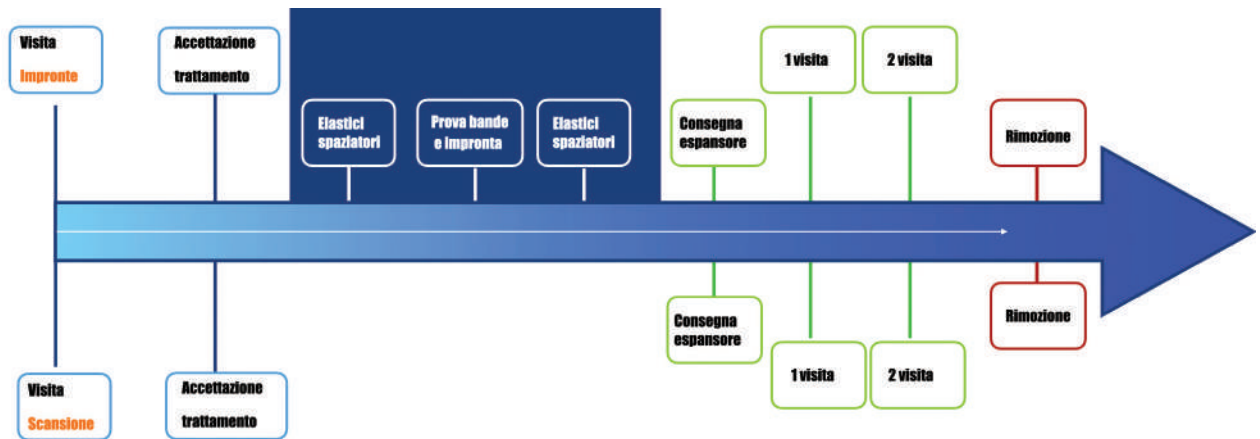 Visita
Impronte
Accettazione
trattamento
Elastici
spaziatori
Prova bande
e impronta
Elastici
spaziatori
Consegna
espansore
1 visita
2 visita
Rimozione
Visita
Scansione
Accettazione
trattamento
Consegna
espansore
1 visita
2 visita
Rimozione